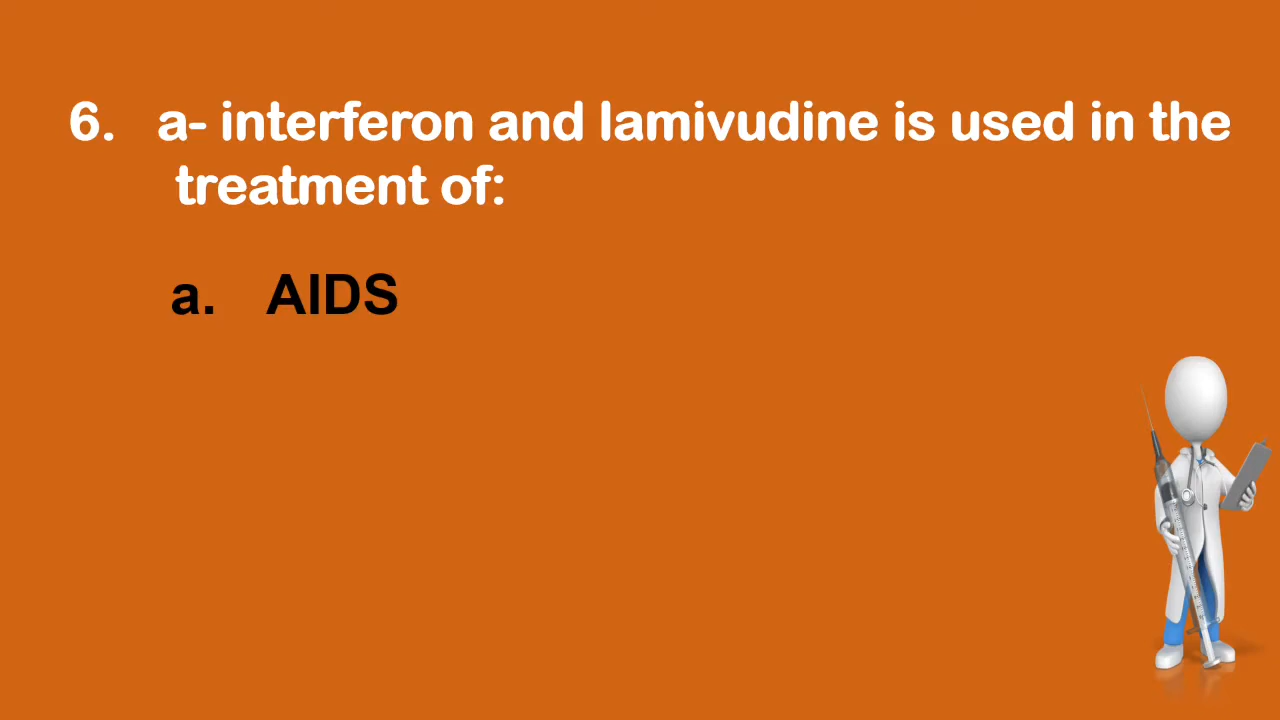 6. a- interferon and lamivudine is used in the
treatment of:
a. AIDS